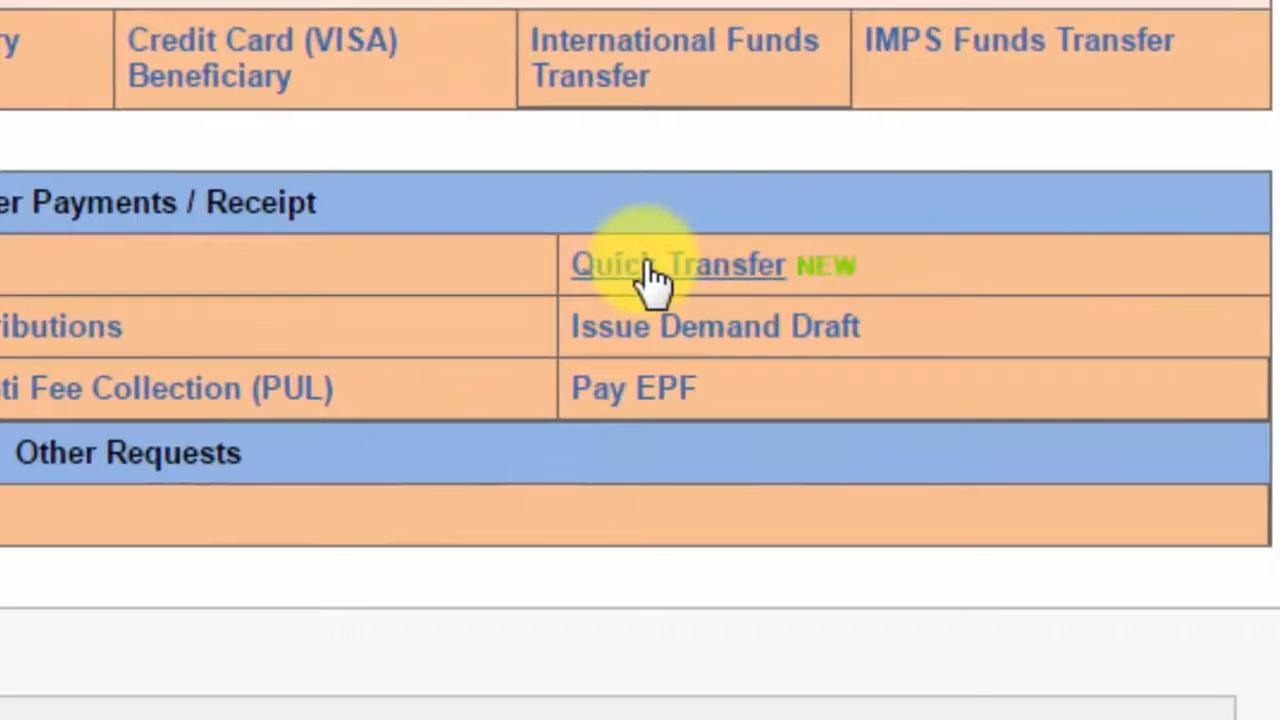 Credit Card (VISA)
Beneficiary
International Funds
Transfer
IMPS Funds Transfer
Payments / Receipt
Quick Transfer NEW
Issue Demand Draft
Fee Collection (PUL)
Pay EPF
Other Requests